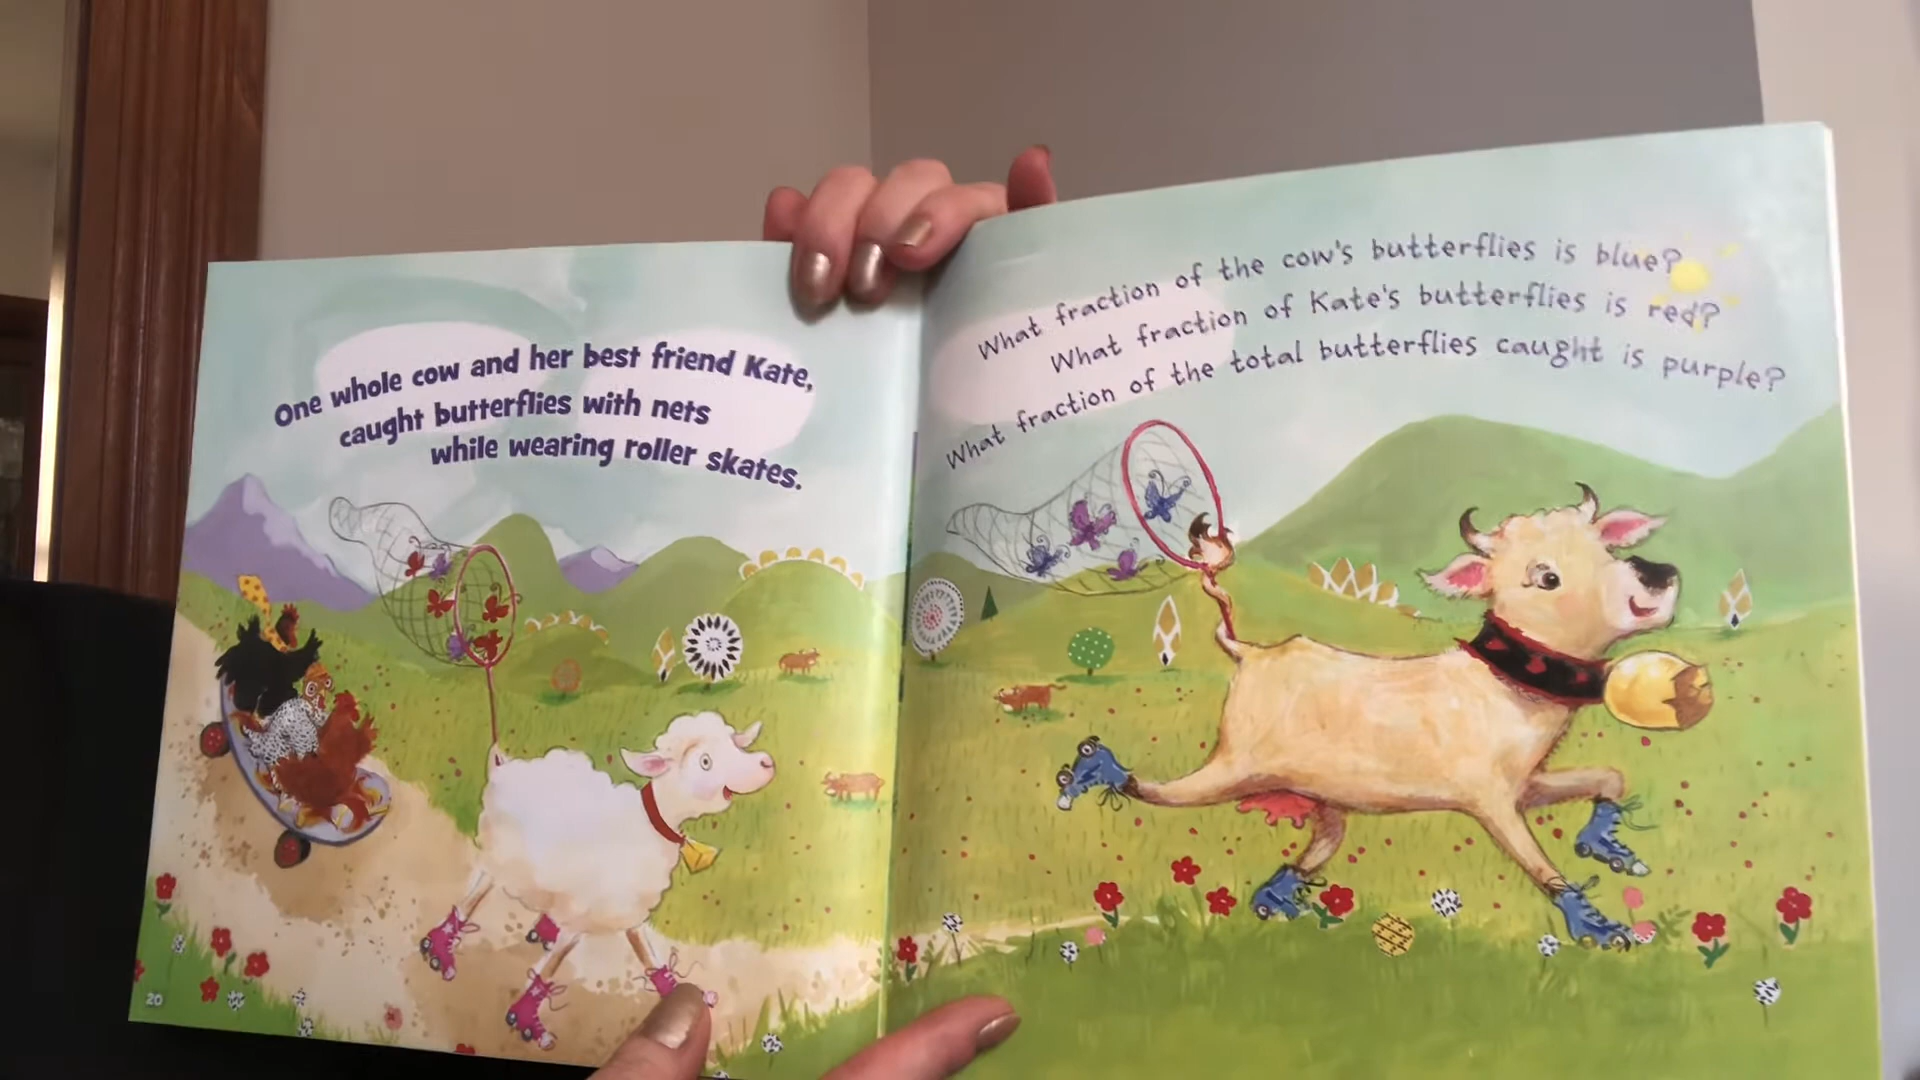 One whole cow and her best friend Kate,
caught butterflies with nets
while wearing roller skates.
20
What fraction of the cow's butterflies is blue?
What fraction of Kate's butterflies is red?
What fraction of the total butterflies caught is purple?